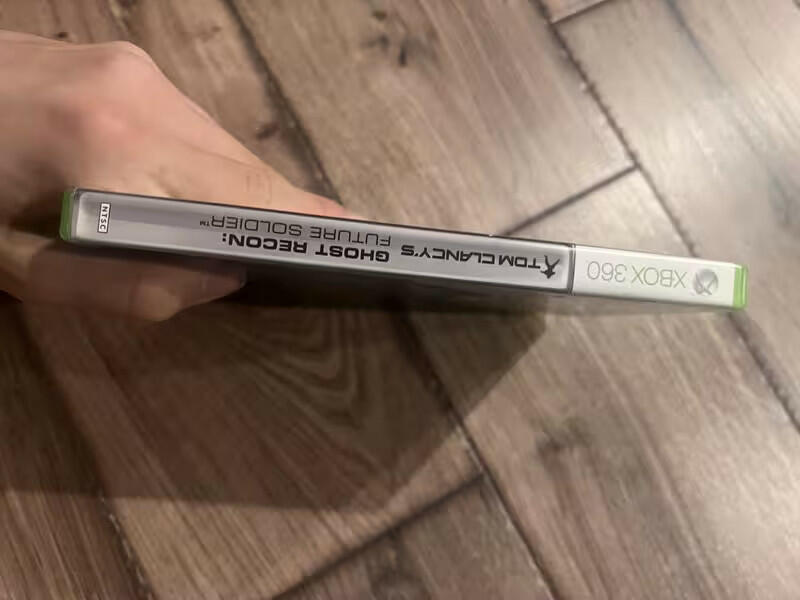 XBOX 360
TOM CLANCY'S
GHOST RECON:
FUTURE SOLDIER™
NTSC